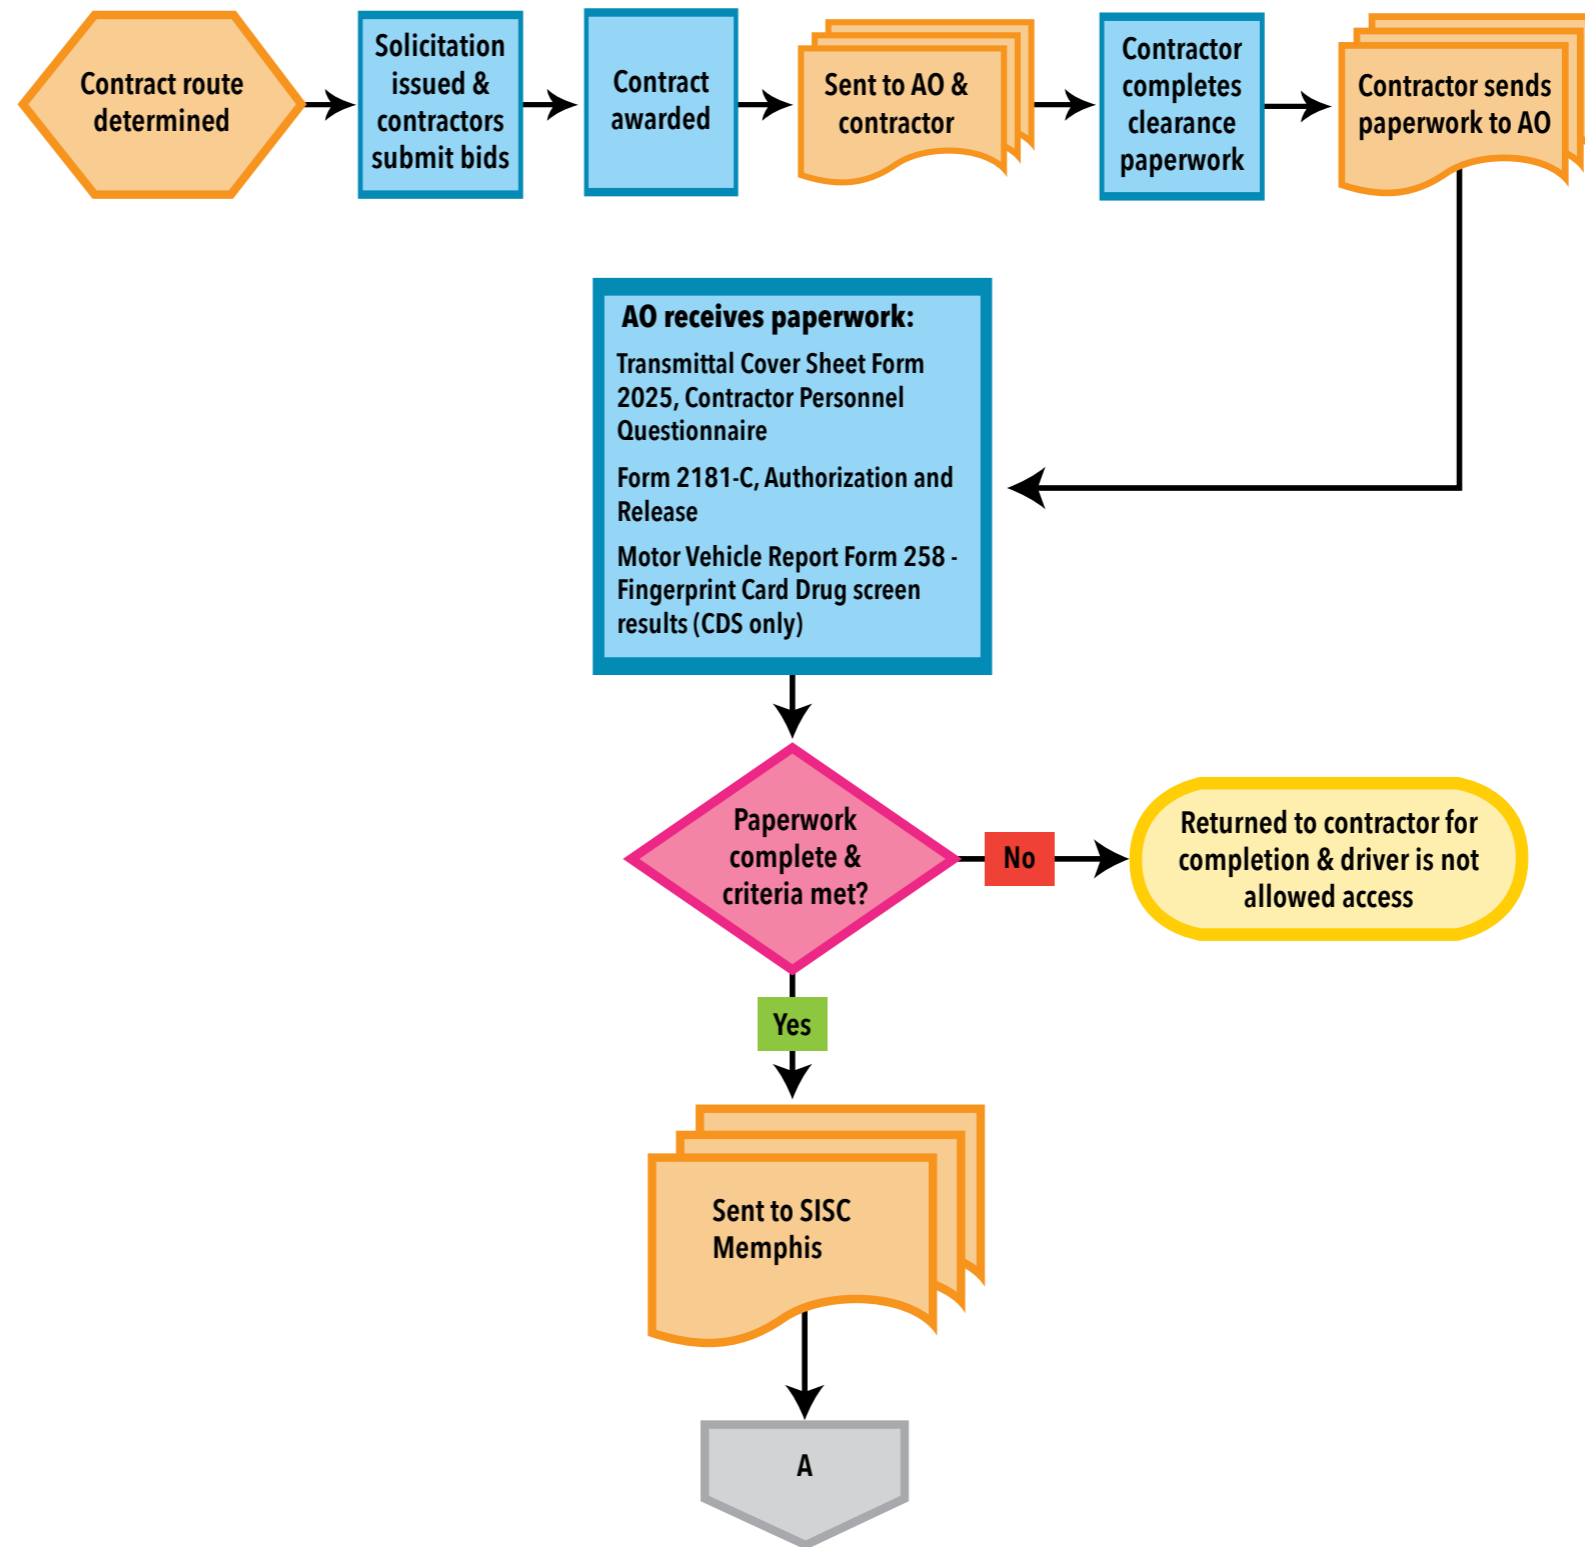 Contract route
determined
Solicitation
issued &
contractors
submit bids
Contract
awarded
Sent to AO &
contractor
Contractor
completes
clearance
paperwork
Contractor sends
paperwork to AO
AO receives paperwork:
Transmittal Cover Sheet Form
2025, Contractor Personnel
Questionnaire
Form 2181-C, Authorization and
Release
Motor Vehicle Report Form 258 -
Fingerprint Card Drug screen
results (CDS only)
Paperwork
complete &
criteria met?
No
Returned to contractor for
completion & driver is not
allowed access
Yes
Sent to SISC
Memphis
A